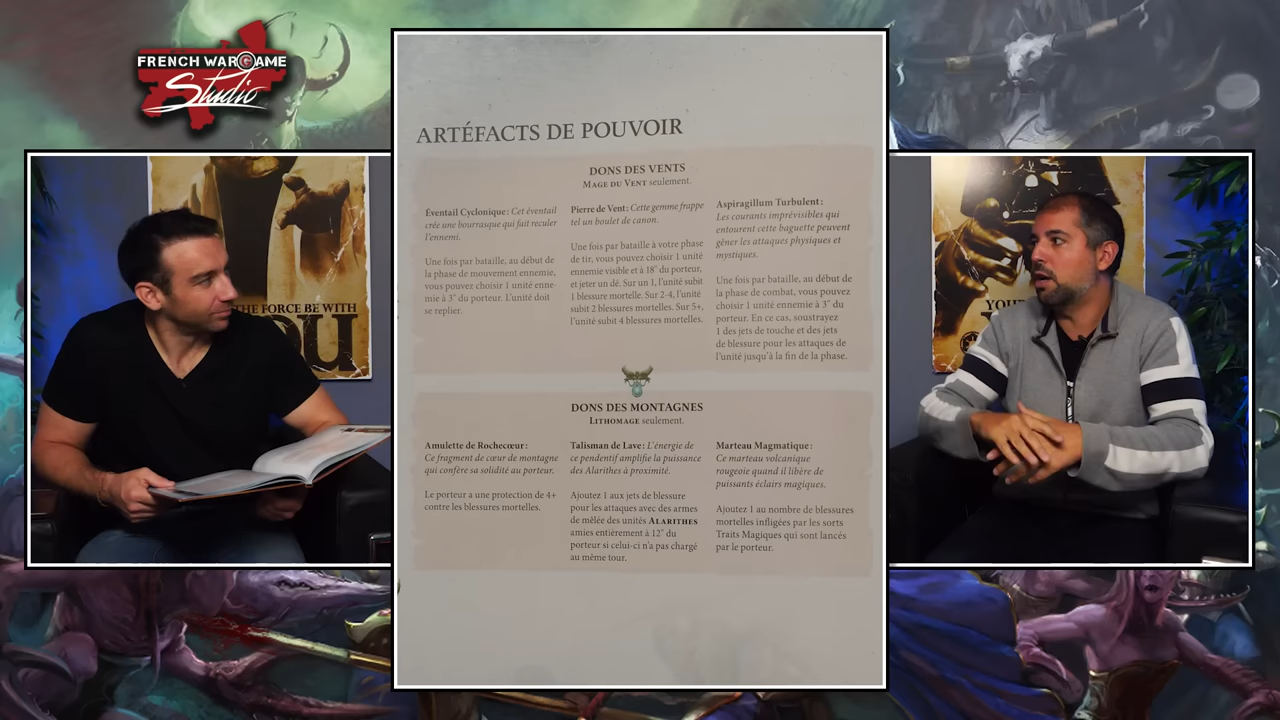 FRENCH WARGAME
Studio
THE FORCE BE WITH
OU
YOU
ARTÉFACTS DE POUVOIR
DONS DES VENTS
MAGE DU VENT seulement.
Éventail Cyclonique : Cet éventail
crée une bourrasque qui fait reculer
l'ennemi.
Une fois par bataille, au début de
la phase de mouvement ennemie,
vous pouvez choisir 1 unité enne-
mie à 3" du porteur. L'unité doit
se replier.
Pierre de Vent : Cette gemme frappe
tel un boulet de canon.
Une fois par bataille à votre phase
de tir, vous pouvez choisir 1 unité
ennemie visible et à 18" du porteur,
et jeter un dé. Sur un 1, l'unité subit
1 blessure mortelle. Sur 2-4, l'unité
subit 2 blessures mortelles. Sur 5+,
l'unité subit 4 blessures mortelles.
Aspiragillum Turbulent :
Les courants imprévisibles qui
entourent cette baguette peuvent
gêner les attaques physiques et
mystiques.
Une fois par bataille, au début de
la phase de combat, vous pouvez
choisir 1 unité ennemie à 3" du
porteur. En ce cas, soustrayez
1 des jets de touche et des jets
de blessure pour les attaques de
l'unité jusqu'à la fin de la phase.
DONS DES MONTAGNES
LITHOMAGE seulement.
Amulette de Rochecœur :
Ce fragment de cœur de montagne
qui confère sa solidité au porteur.
Le porteur a une protection de 4+
contre les blessures mortelles.
Talisman de Lave : L'énergie de
ce pendentif amplifie la puissance
des Alarithes à proximité.
Ajoutez 1 aux jets de blessure
pour les attaques avec des armes
de mêlée des unités ALARITHES
amies entièrement à 12" du
porteur si celui-ci n'a pas chargé
au même tour.
Marteau Magmatique :
Ce marteau volcanique
rougeoie quand il libère de
puissants éclairs magiques.
Ajoutez 1 au nombre de blessures
mortelles infligées par les sorts
Traits Magiques qui sont lancés
par le porteur.